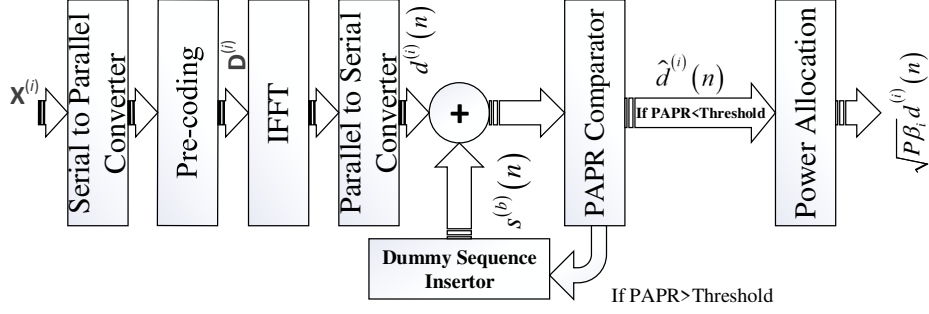 X⁽ⁱ⁾
Serial to Parallel
Converter
Pre-coding
D⁽ⁱ⁾
IFFT
Parallel to Serial
Converter
d⁽ⁱ⁾(n)
+
s⁽ᵇ⁾(n)
Dummy Sequence
Insertor
PAPR Comparator
If PAPR>Threshold
d̂⁽ⁱ⁾(n)
If PAPR<Threshold
Power Allocation
√Pβᵢ d⁽ⁱ⁾(n)